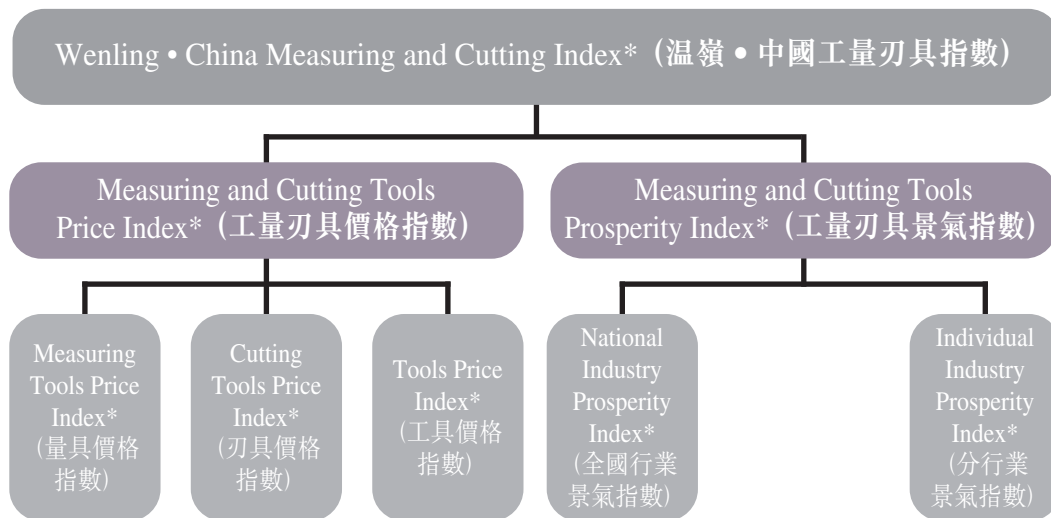 Wenling • China Measuring and Cutting Index* (温嶺 • 中國工量刃具指數)
Measuring and Cutting Tools
Price Index* (工量刃具價格指數)
Measuring and Cutting Tools
Prosperity Index* (工量刃具景氣指數)
Measuring
Tools Price
Index*
(量具價格
指數)
Cutting
Tools Price
Index*
(刃具價格
指數)
Tools Price
Index*
(工具價格
指數)
National
Industry
Prosperity
Index*
(全國行業
景氣指數)
Individual
Industry
Prosperity
Index*
(分行業
景氣指數)